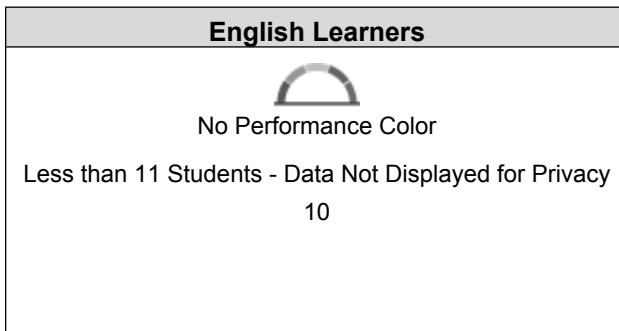 English Learners
No Performance Color
Less than 11 Students - Data Not Displayed for Privacy
10